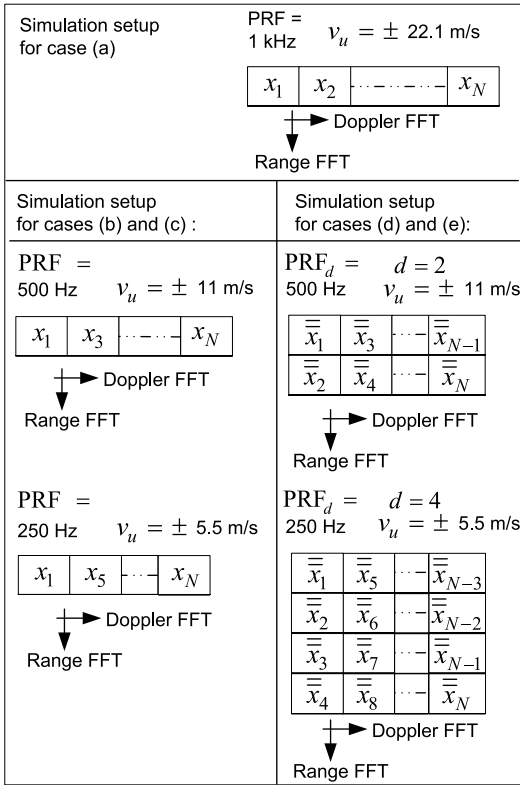 Simulation setup
for case (a)
PRF =
1 kHz
v_u = ± 22.1 m/s
x_1 x_2 x_N
Doppler FFT
Range FFT
Simulation setup
for cases (b) and (c) :
PRF =
500 Hz
v_u = ± 11 m/s
x_1 x_3 x_N
Doppler FFT
Range FFT
PRF =
250 Hz
v_u = ± 5.5 m/s
x_1 x_5 x_N
Doppler FFT
Range FFT
Simulation setup
for cases (d) and (e):
PRF_d = d = 2
500 Hz
v_u = ± 11 m/s
x̿_1 x̿_3 x̿_{N−1}
x̿_2 x̿_4 x̿_N
Doppler FFT
Range FFT
PRF_d = d = 4
250 Hz
v_u = ± 5.5 m/s
x̿_1 x̿_5 x̿_{N−3}
x̿_2 x̿_6 x̿_{N−2}
x̿_3 x̿_7 x̿_{N−1}
x̿_4 x̿_8 x̿_N
Doppler FFT
Range FFT